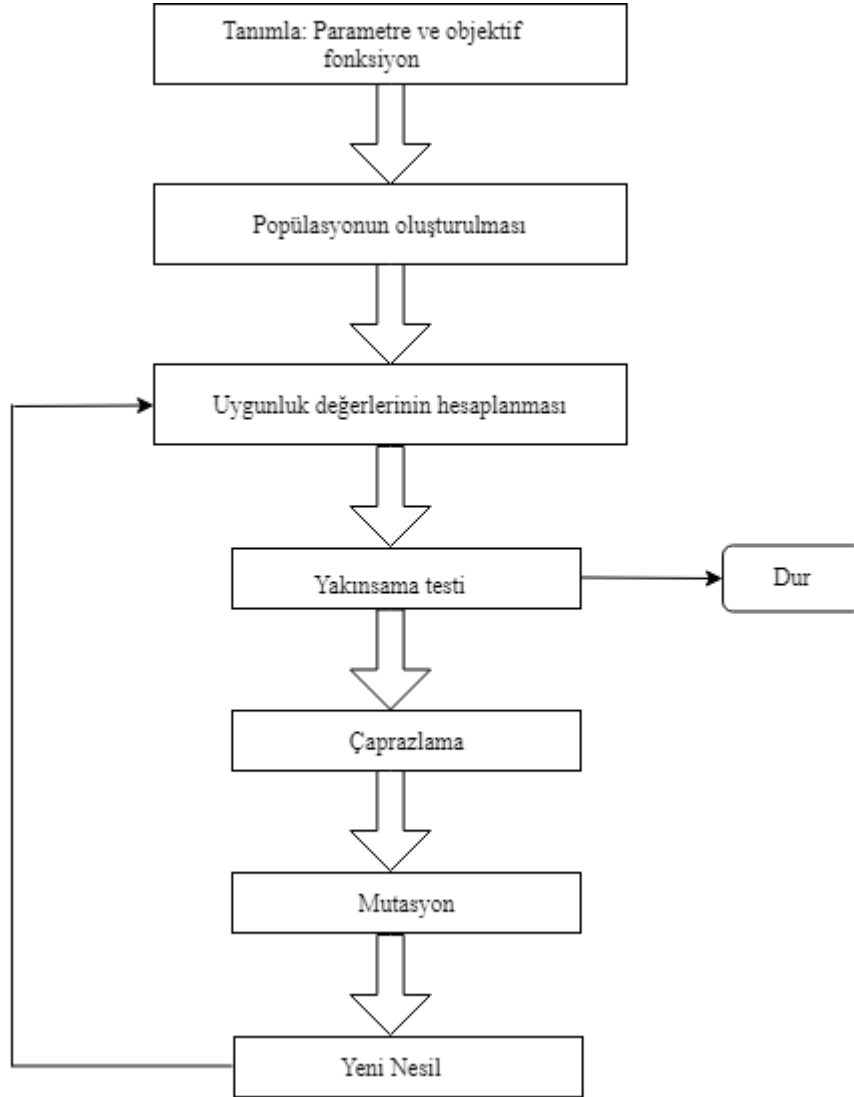 Tanımla: Parametre ve objektif
fonksiyon
Popülasyonun oluşturulması
Uygunluk değerlerinin hesaplanması
Yakınsama testi
Dur
Çaprazlama
Mutasyon
Yeni Nesil